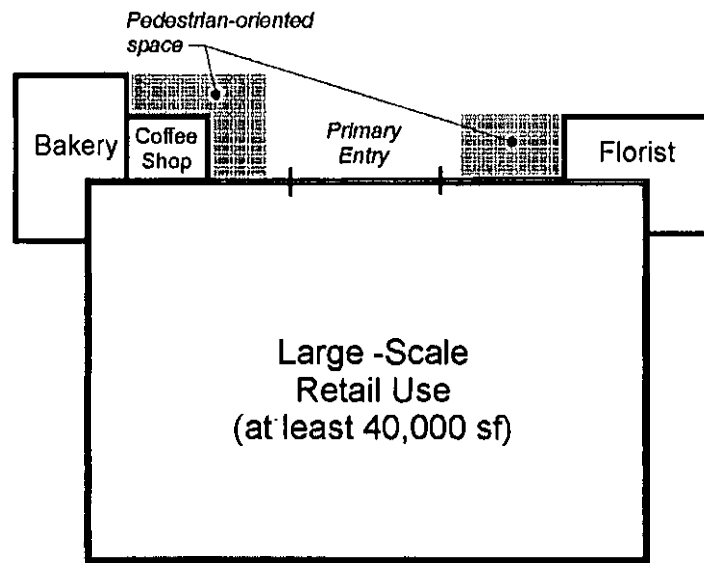 Pedestrian-oriented
space
Bakery
Coffee
Shop
Primary
Entry
Florist
Large -Scale
Retail Use
(at least 40,000 sf)